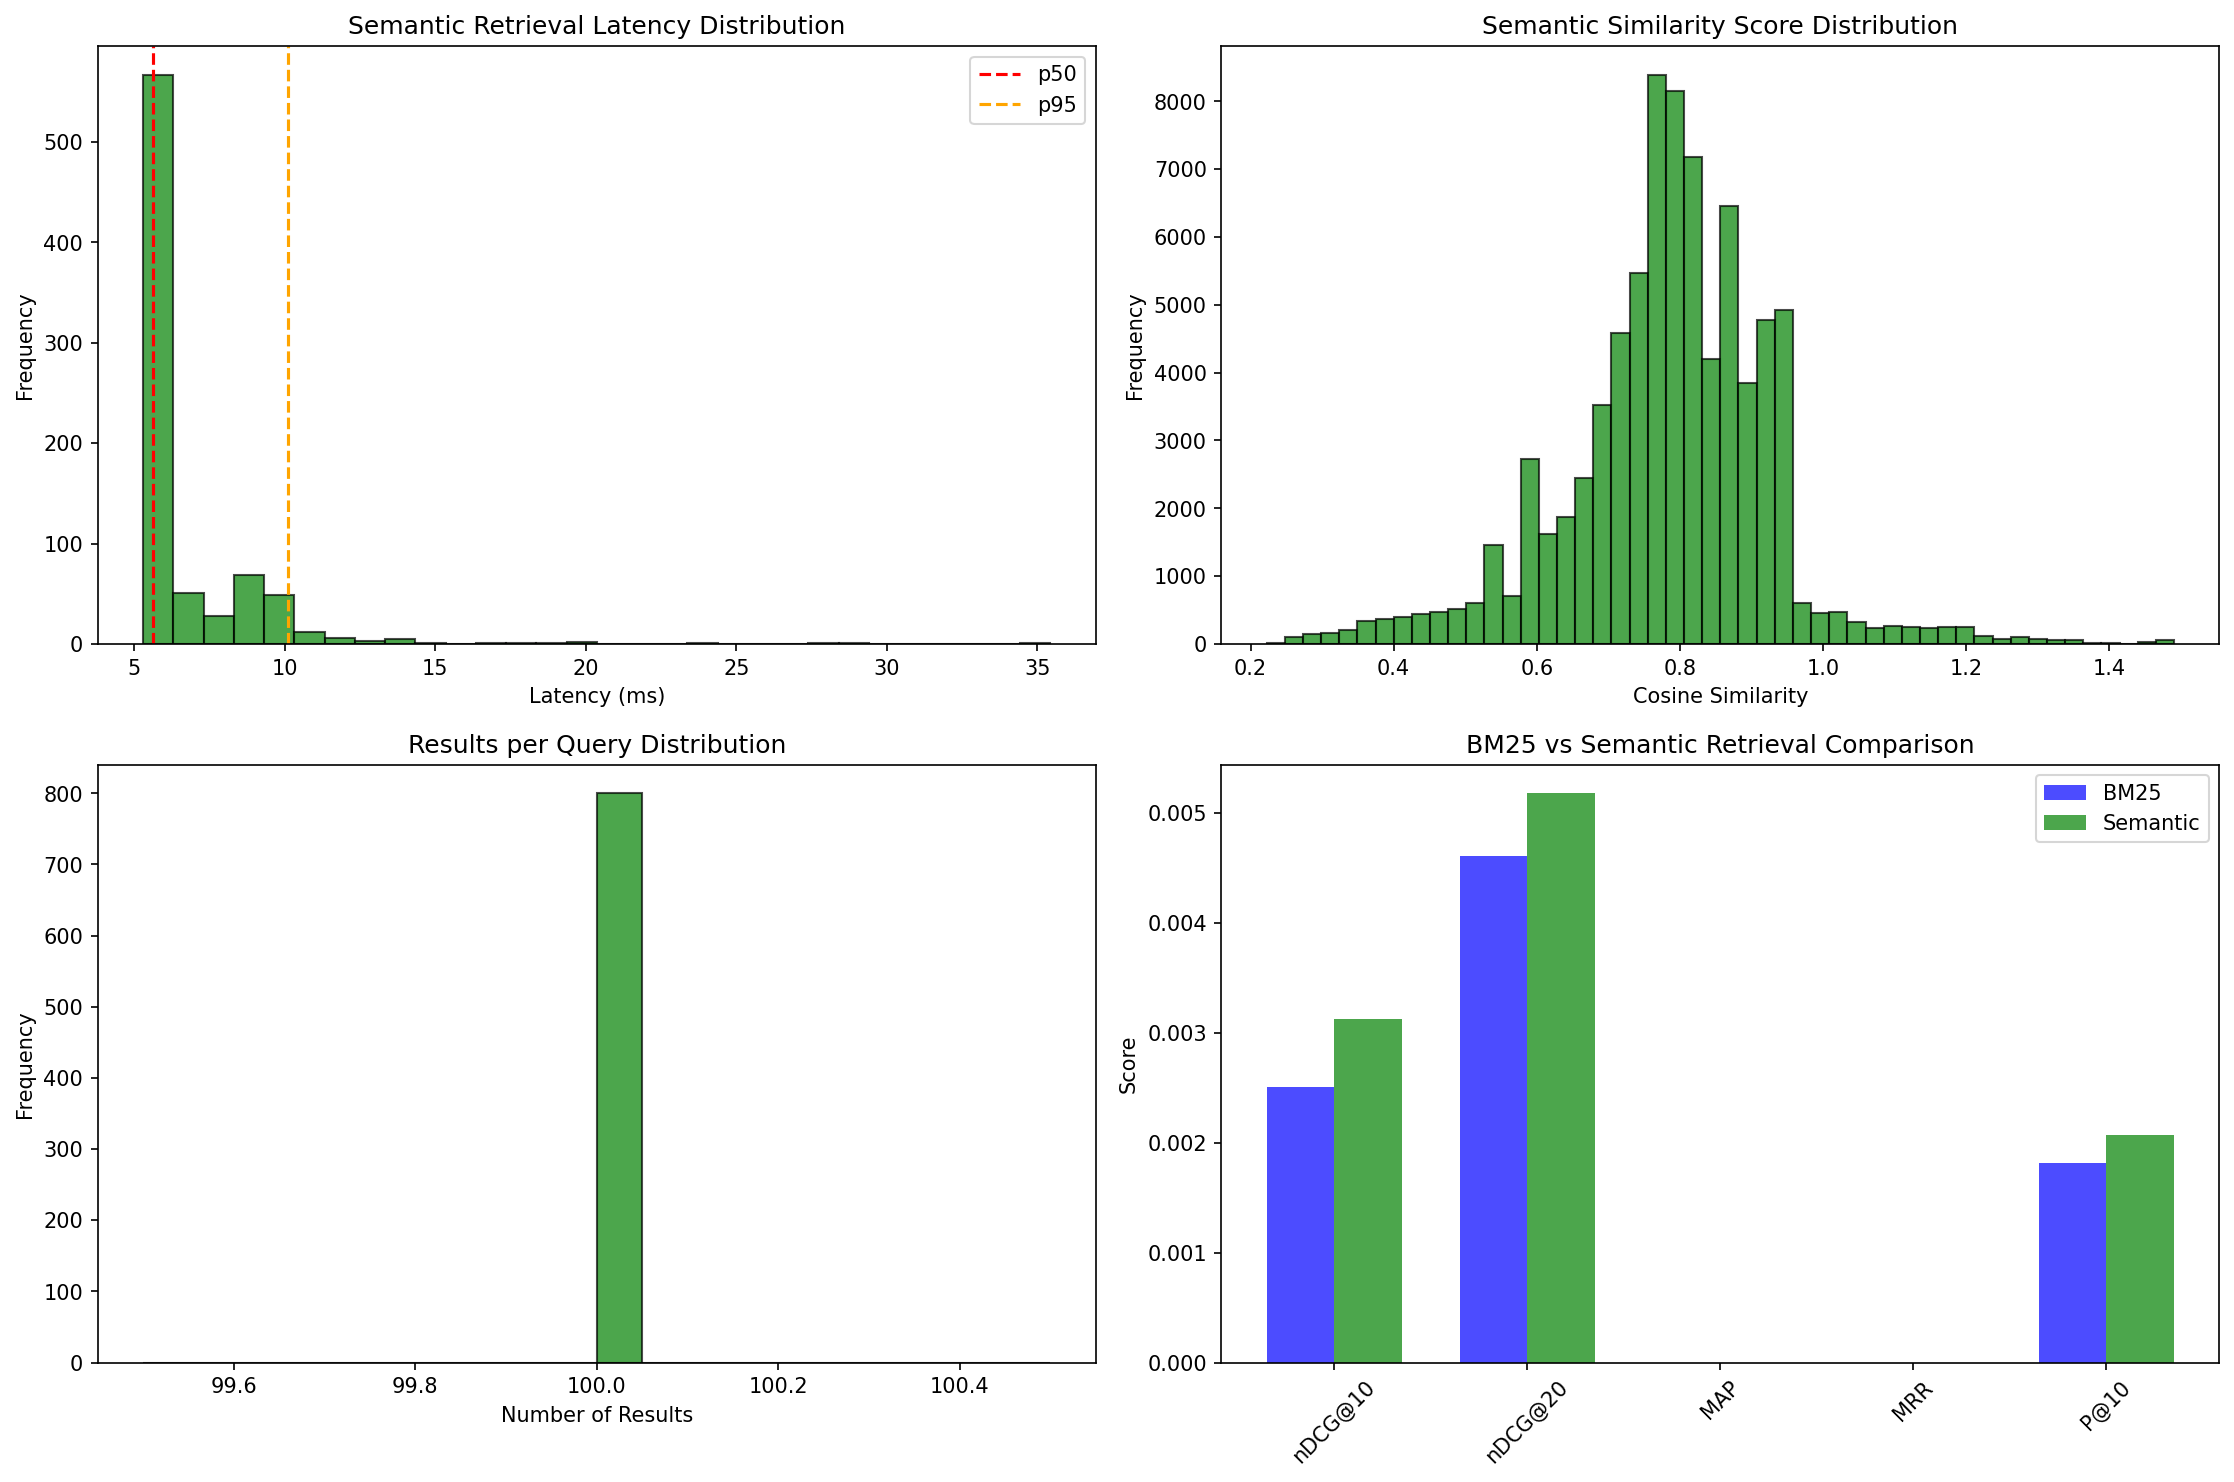 Semantic Retrieval Latency Distribution
p50
p95
Frequency
500
400
300
200
100
0
5 10 15 20 25 30 35
Latency (ms)
Semantic Similarity Score Distribution
Frequency
8000
7000
6000
5000
4000
3000
2000
1000
0
0.2 0.4 0.6 0.8 1.0 1.2 1.4
Cosine Similarity
Results per Query Distribution
Frequency
800
700
600
500
400
300
200
100
0
99.6 99.8 100.0 100.2 100.4
Number of Results
BM25 vs Semantic Retrieval Comparison
BM25
Semantic
Score
0.005
0.004
0.003
0.002
0.001
0.000
nDCG@10 nDCG@20 MAP MRR P@10